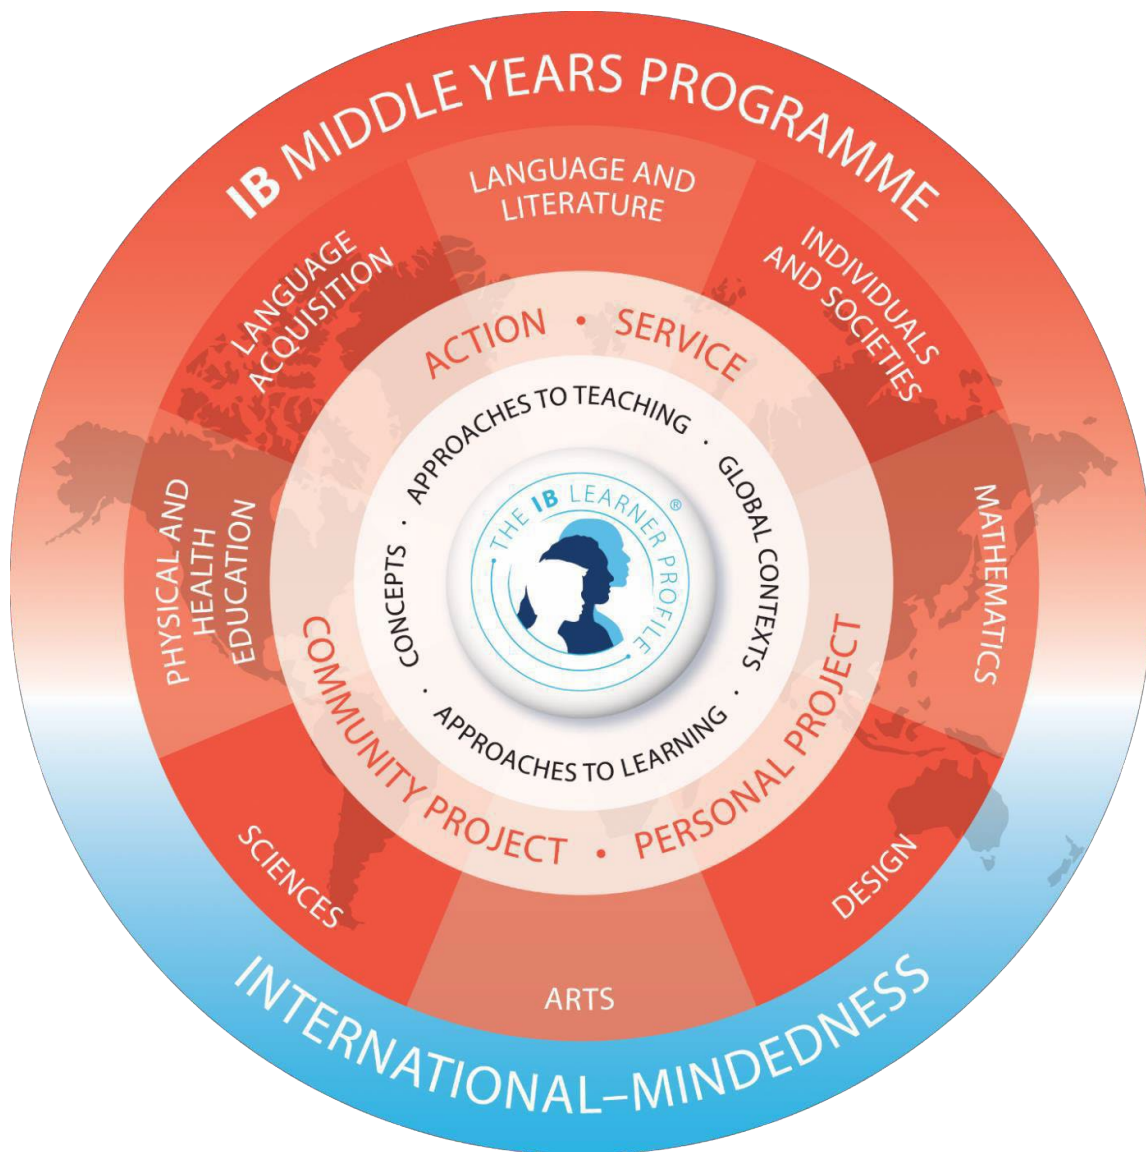 IB MIDDLE YEARS PROGRAMME
LANGUAGE AND
LITERATURE
INDIVIDUALS
AND SOCIETIES
MATHEMATICS
DESIGN
ARTS
SCIENCES
PHYSICAL AND
HEALTH
EDUCATION
LANGUAGE
ACQUISITION
ACTION • SERVICE
PERSONAL PROJECT • COMMUNITY PROJECT
APPROACHES TO TEACHING · GLOBAL CONTEXTS · APPROACHES TO LEARNING · CONCEPTS ·
THE IB LEARNER PROFILE ®
INTERNATIONAL–MINDEDNESS